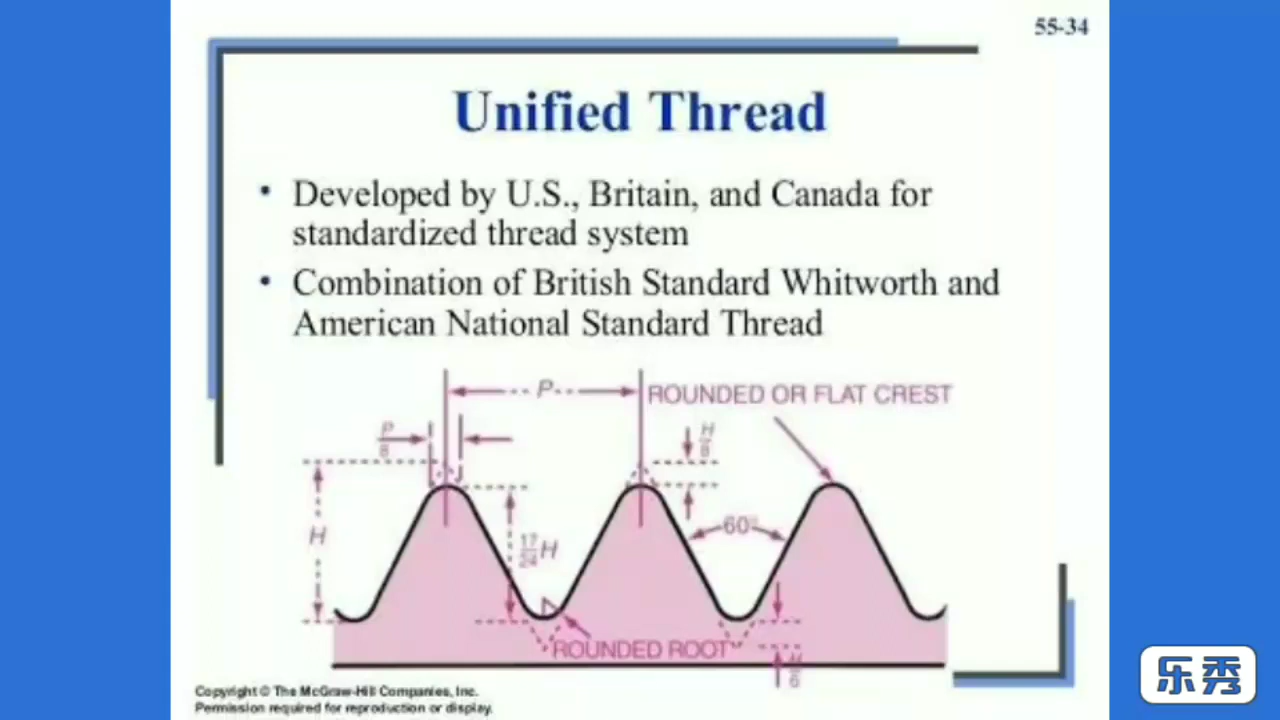 55-34
Unified Thread
• Developed by U.S., Britain, and Canada for
standardized thread system
• Combination of British Standard Whitworth and
American National Standard Thread
P
ROUNDED OR FLAT CREST
P/8
H/8
H
17/24 H
60°
ROUNDED ROOT
H/6
Copyright © The McGraw-Hill Companies, Inc.
Permission required for reproduction or display.
乐秀